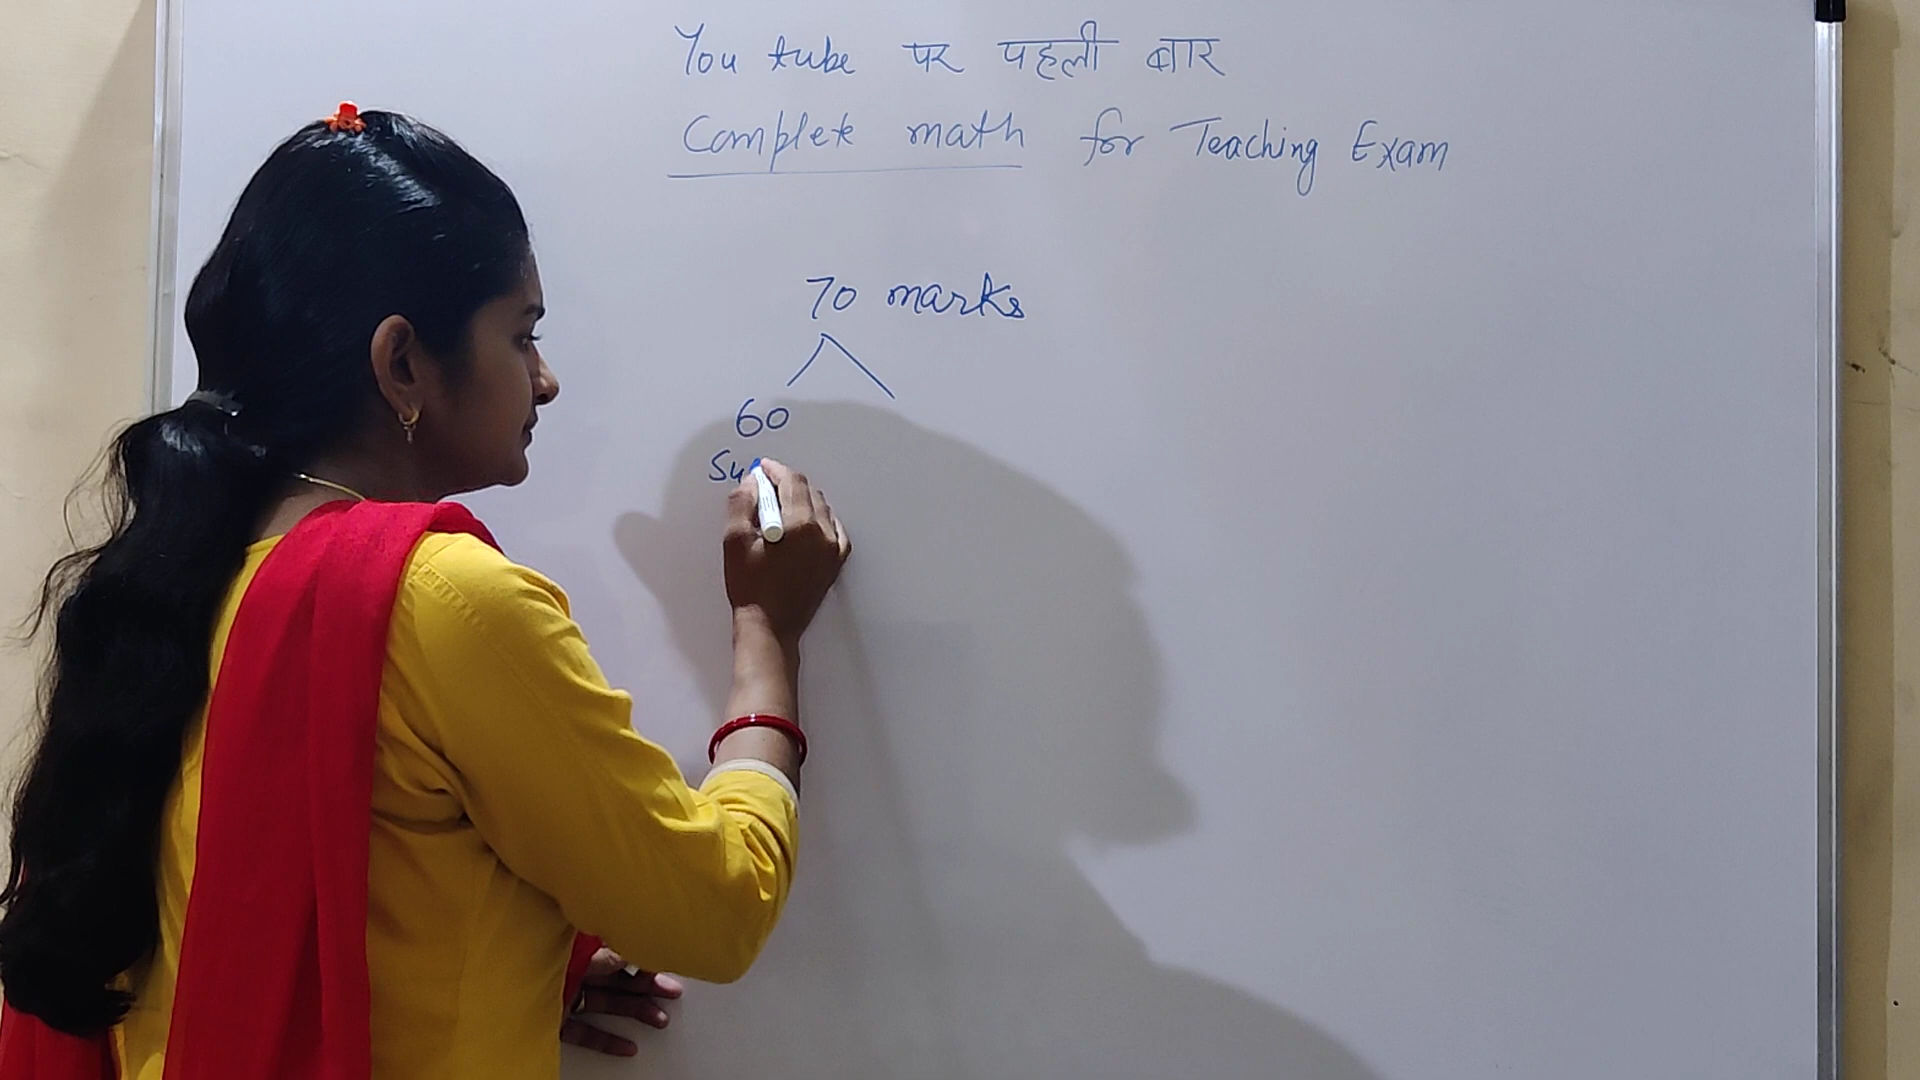 You tube पर पहली बार
Complete math for Teaching Exam
70 marks
60